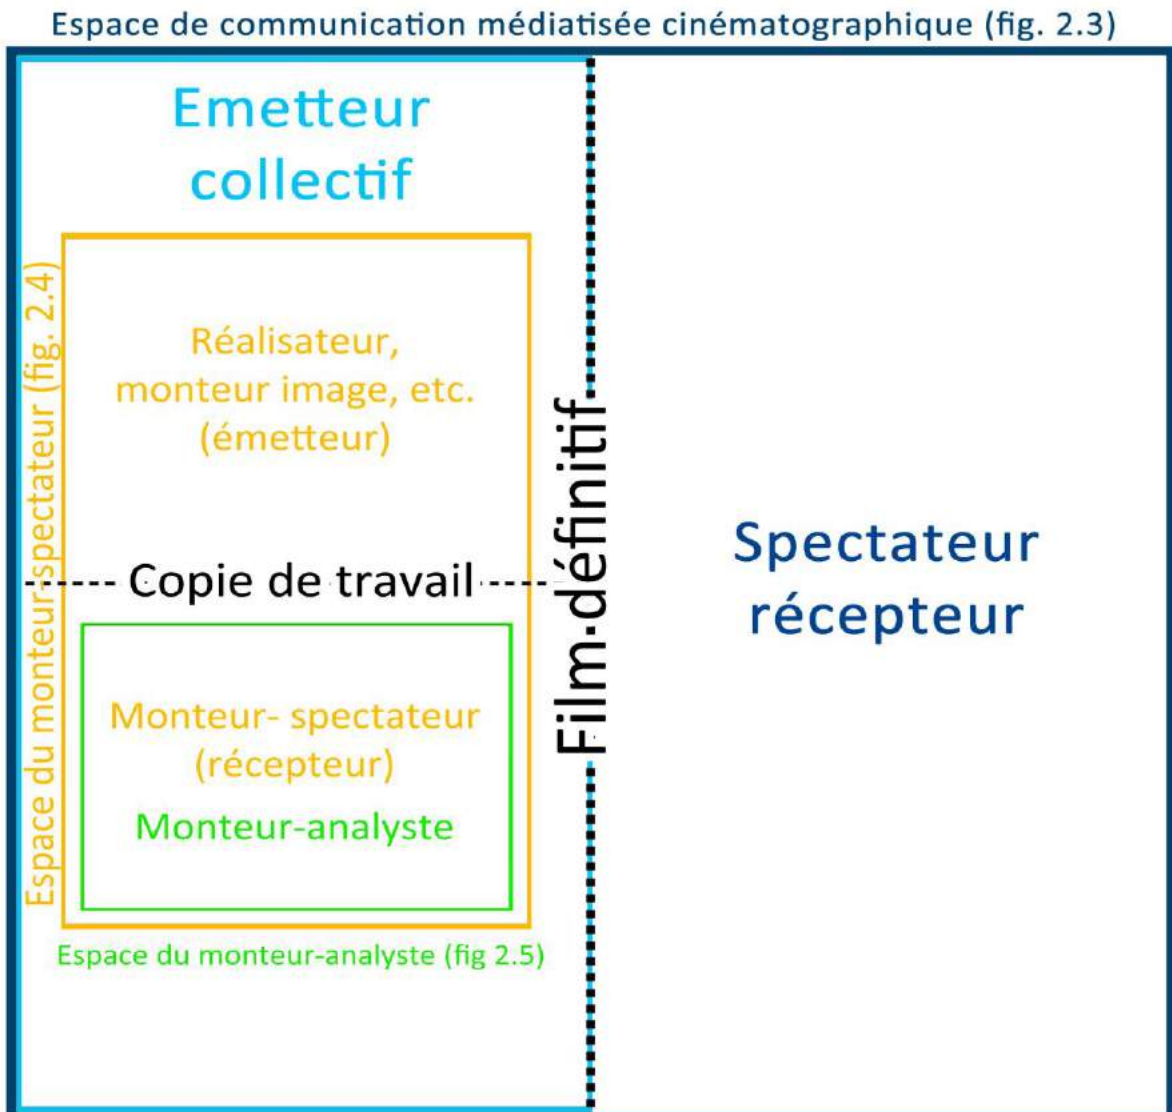 Espace de communication médiatisée cinématographique (fig. 2.3)
Emetteur
collectif
Espace du monteur-spectateur (fig. 2.4)
Réalisateur,
monteur image, etc.
(émetteur)
Copie de travail
Monteur- spectateur
(récepteur)
Monteur-analyste
Espace du monteur-analyste (fig 2.5)
Film définitif
Spectateur
récepteur